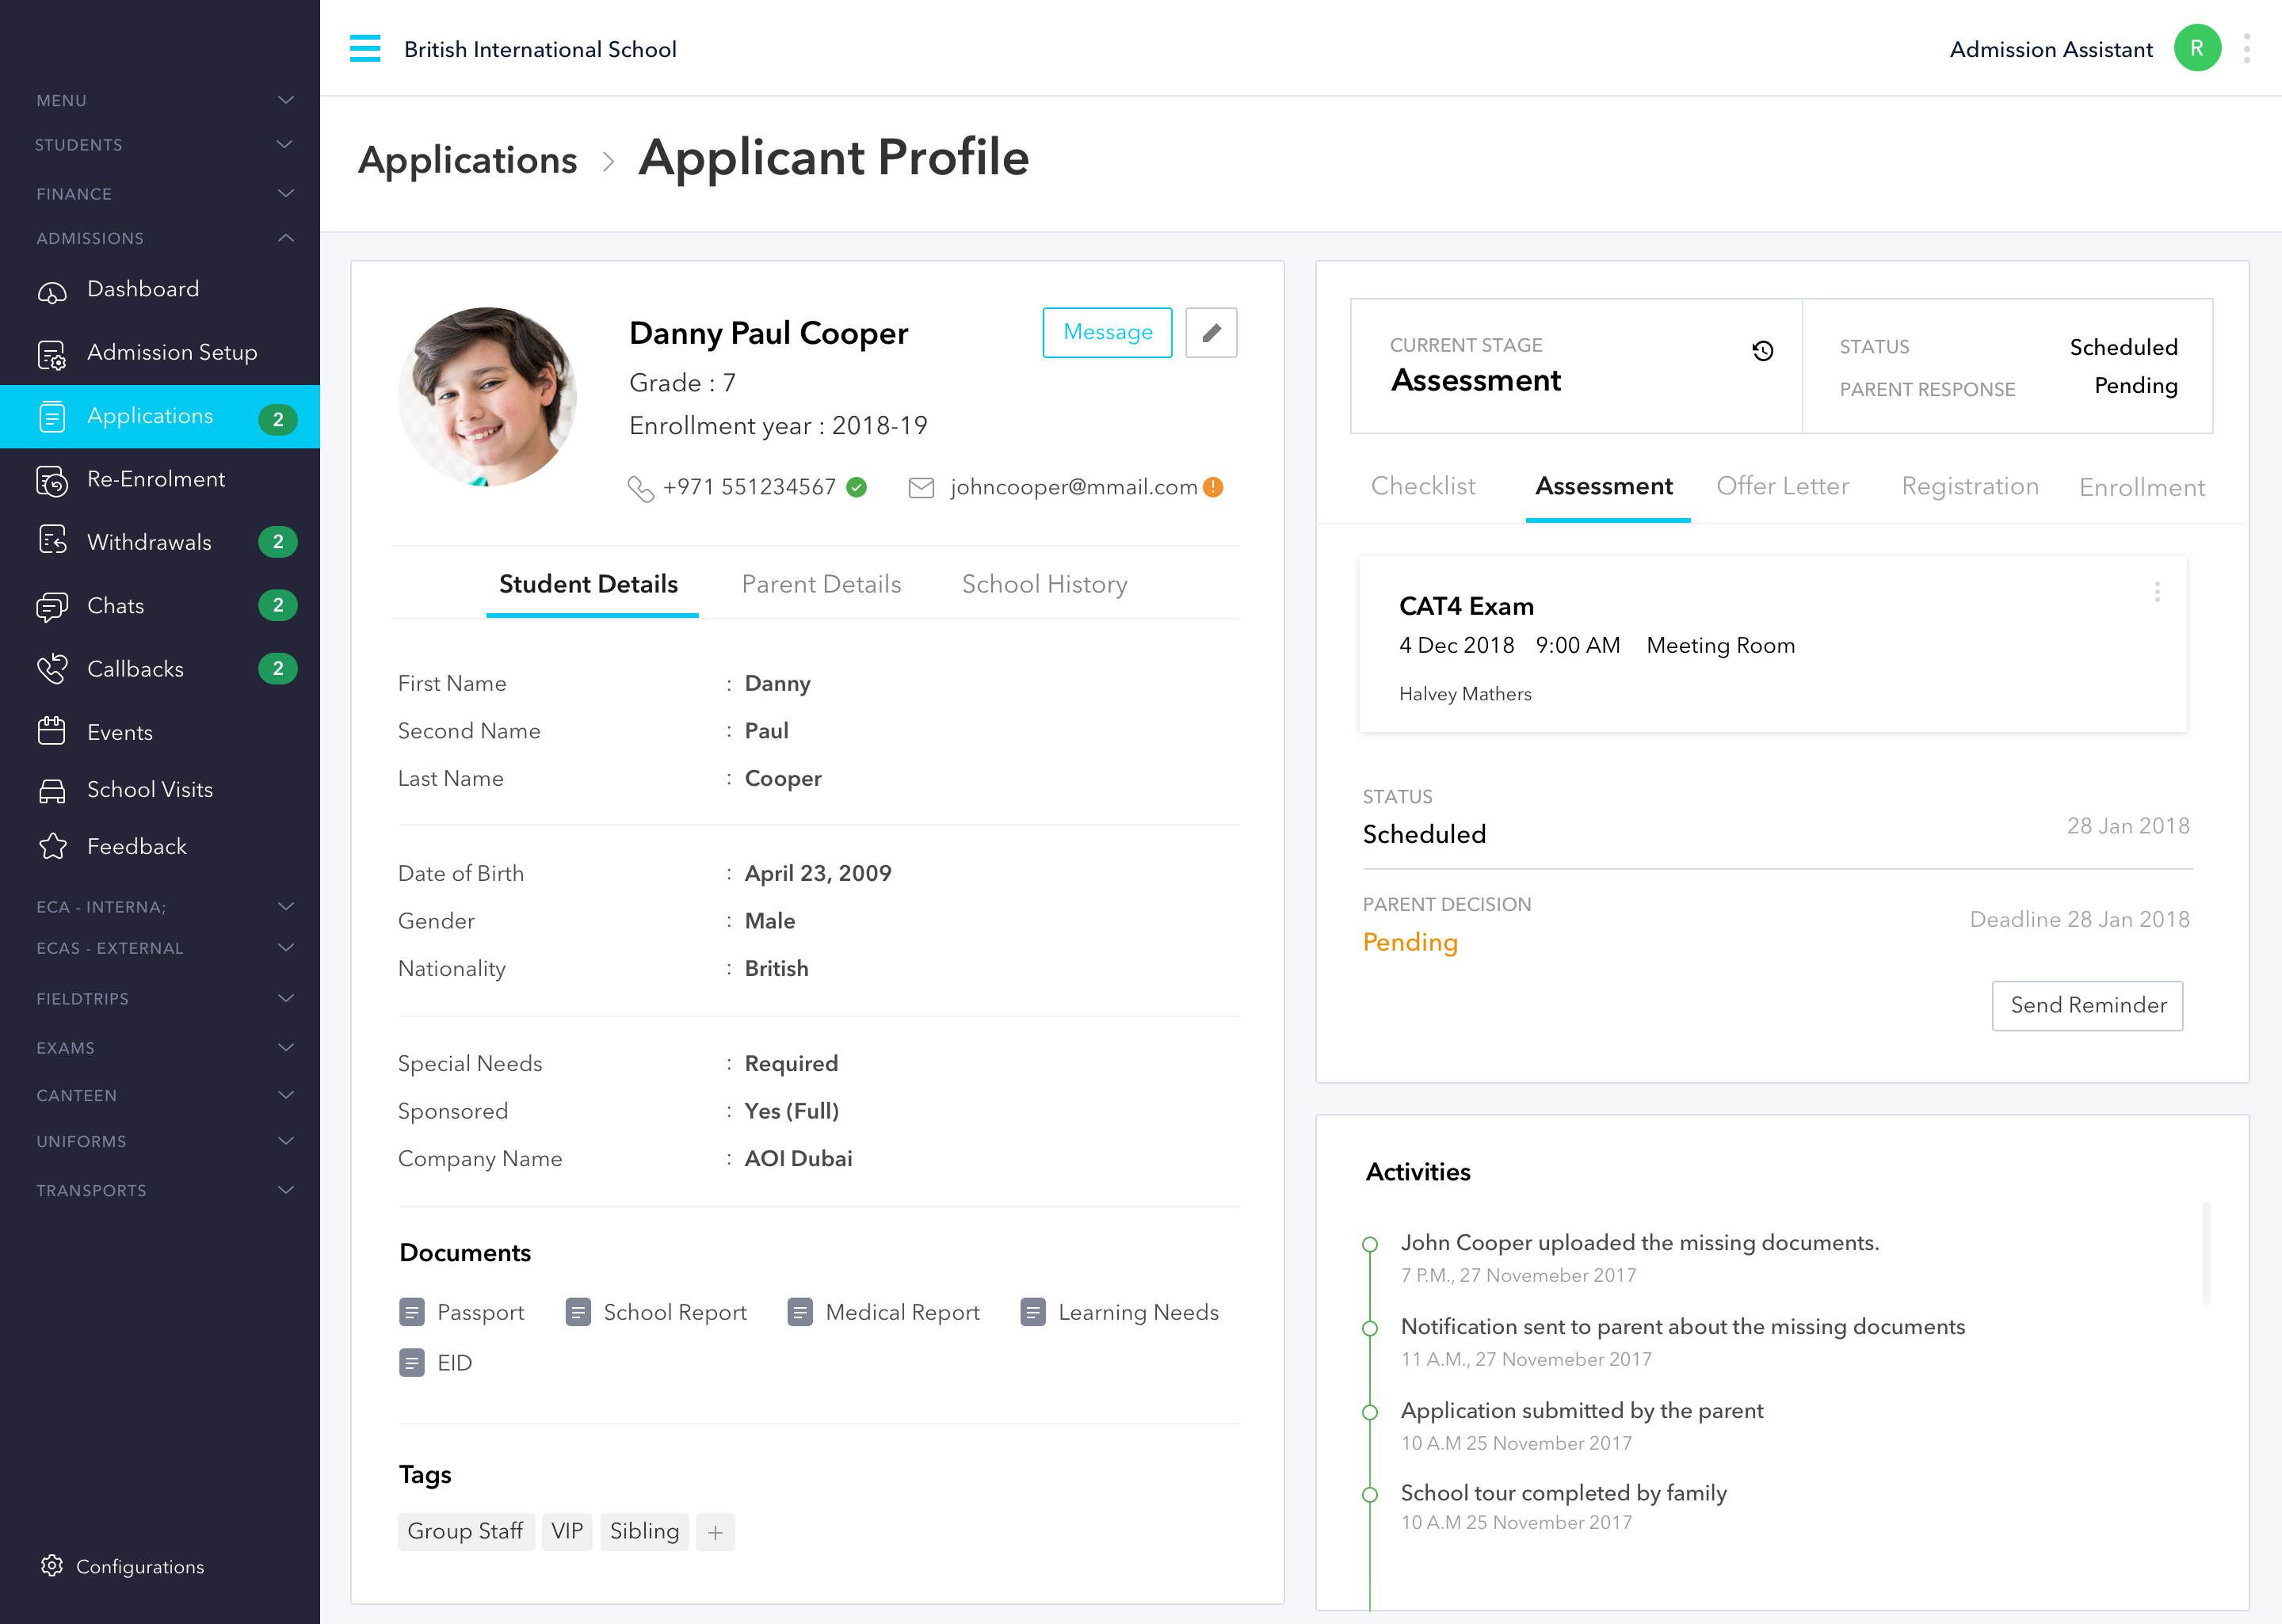 British International School
Admission Assistant
R
MENU
STUDENTS
FINANCE
ADMISSIONS
Dashboard
Admission Setup
Applications 2
Re-Enrolment
Withdrawals 2
Chats 2
Callbacks 2
Events
School Visits
Feedback
ECA - INTERNA;
ECAS - EXTERNAL
FIELDTRIPS
EXAMS
CANTEEN
UNIFORMS
TRANSPORTS
Configurations
Applications > Applicant Profile
Danny Paul Cooper
Message
Grade : 7
Enrollment year : 2018-19
+971 551234567 johncooper@mmail.com
Student Details Parent Details School History
First Name : Danny
Second Name : Paul
Last Name : Cooper
Date of Birth : April 23, 2009
Gender : Male
Nationality : British
Special Needs : Required
Sponsored : Yes (Full)
Company Name : AOI Dubai
Documents
Passport School Report Medical Report Learning Needs
EID
Tags
Group Staff VIP Sibling +
CURRENT STAGE
Assessment
STATUS Scheduled
PARENT RESPONSE Pending
Checklist Assessment Offer Letter Registration Enrollment
CAT4 Exam
4 Dec 2018 9:00 AM Meeting Room
Halvey Mathers
STATUS
Scheduled 28 Jan 2018
PARENT DECISION
Pending Deadline 28 Jan 2018
Send Reminder
Activities
John Cooper uploaded the missing documents.
7 P.M., 27 Novemeber 2017
Notification sent to parent about the missing documents
11 A.M., 27 Novemeber 2017
Application submitted by the parent
10 A.M 25 November 2017
School tour completed by family
10 A.M 25 November 2017